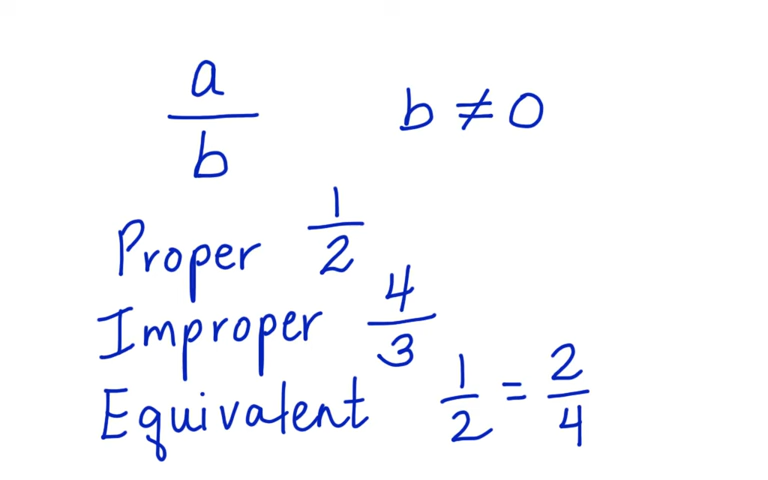 a/b b ≠ 0
Proper 1/2
Improper 4/3
Equivalent 1/2 = 2/4